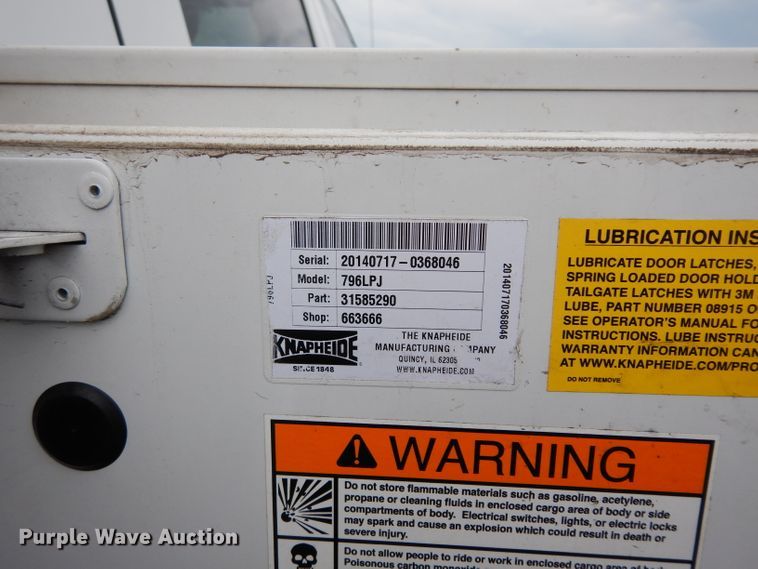 Serial: 20140717-0368046
Model: 796LPJ
Part: 31585290
Shop: 663666
796LPJ
201407170368046
KNAPHEIDE
SINCE 1848
THE KNAPHEIDE
MANUFACTURING COMPANY
QUINCY, IL 62305
WWW.KNAPHEIDE.COM
LUBRICATION INS
LUBRICATE DOOR LATCHES,
SPRING LOADED DOOR HOLD
TAILGATE LATCHES WITH 3M
LUBE, PART NUMBER 08915 O
SEE OPERATOR'S MANUAL FO
INSTRUCTIONS. LUBE INSTRUC
WARRANTY INFORMATION CAN
AT WWW.KNAPHEIDE.COM/PRO
DO NOT REMOVE
WARNING
Do not store flammable materials such as gasoline, acetylene,
propane or cleaning fluids in enclosed cargo area of body or side
compartments of body. Electrical switches, lights, or electric locks
may spark and cause an explosion which could result in death or
severe injury.
Do not allow people to ride or work in enclosed cargo area of
Poisonous carbon
Purple Wave Auction